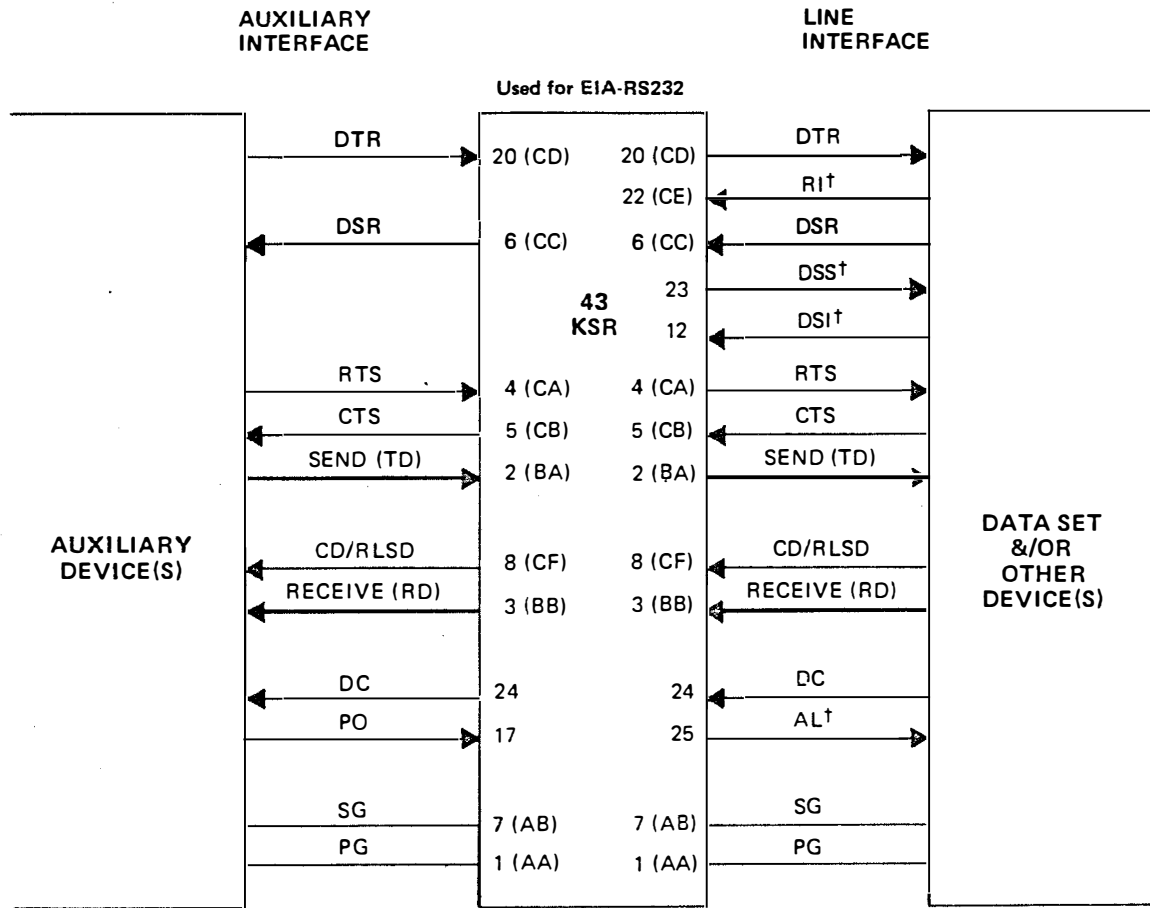 AUXILIARY
INTERFACE
LINE
INTERFACE
Used for EIA-RS232
DTR
20 (CD)
20 (CD)
DTR
22 (CE)
RI†
DSR
6 (CC)
6 (CC)
DSR
23
DSS†
43
KSR
12
DSI†
RTS
4 (CA)
4 (CA)
RTS
CTS
5 (CB)
5 (CB)
CTS
SEND (TD)
2 (BA)
2 (BA)
SEND (TD)
AUXILIARY
DEVICE(S)
DATA SET
&/OR
OTHER
DEVICE(S)
CD/RLSD
8 (CF)
8 (CF)
CD/RLSD
RECEIVE (RD)
3 (BB)
3 (BB)
RECEIVE (RD)
DC
24
24
DC
PO
17
25
AL†
SG
7 (AB)
7 (AB)
SG
PG
1 (AA)
1 (AA)
PG